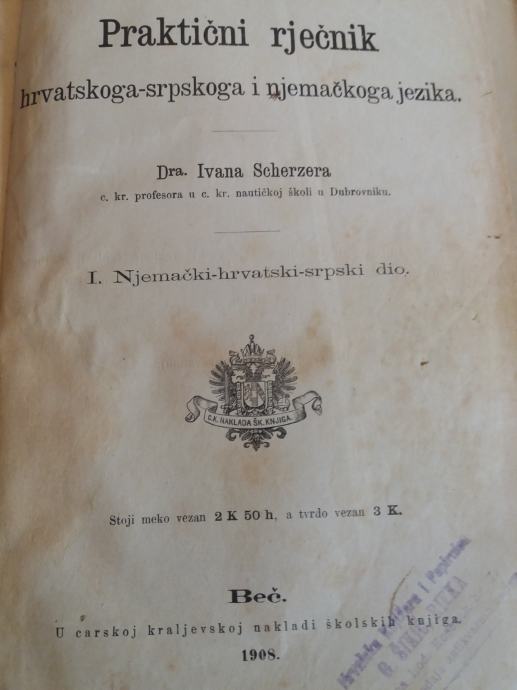 Praktični rječnik
hrvatskoga-srpskoga i njemačkoga jezika.
Dra. Ivana Scherzera
c. kr. profesora u c. kr. nautičkoj školi u Dubrovniku.
I. Njemački-hrvatski-srpski dio.
C.K. NAKLADA ŠK. KNJIGA.
Stoji meko vezan 2 K 50 h, a tvrdo vezan 3 K.
Beč.
U carskoj kraljevskoj nakladi školskih knjiga.
1908.
Hrvatska i